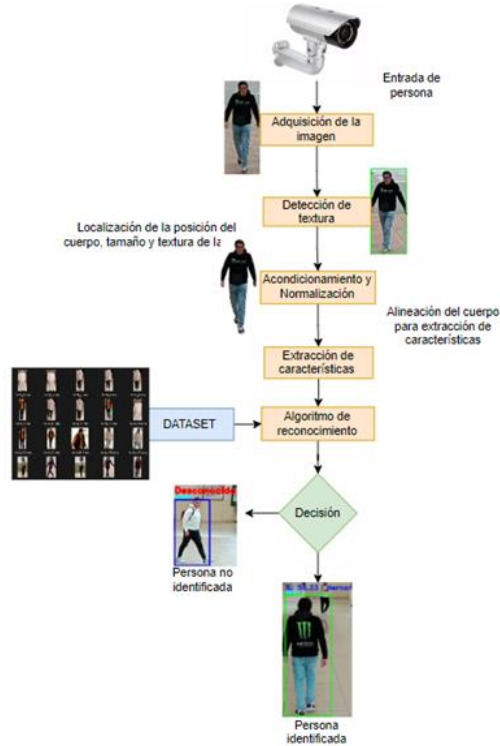 Entrada de
persona
Adquisición de la
imagen
Detección de
textura
Localización de la posición del
cuerpo, tamaño y textura de la
Acondicionamiento y
Normalización
Alineación del cuerpo
para extracción de
características
Extracción de
características
DATASET
Algoritmo de
reconocimiento
Decisión
Desconocido
Persona no
identificada
Persona
identificada